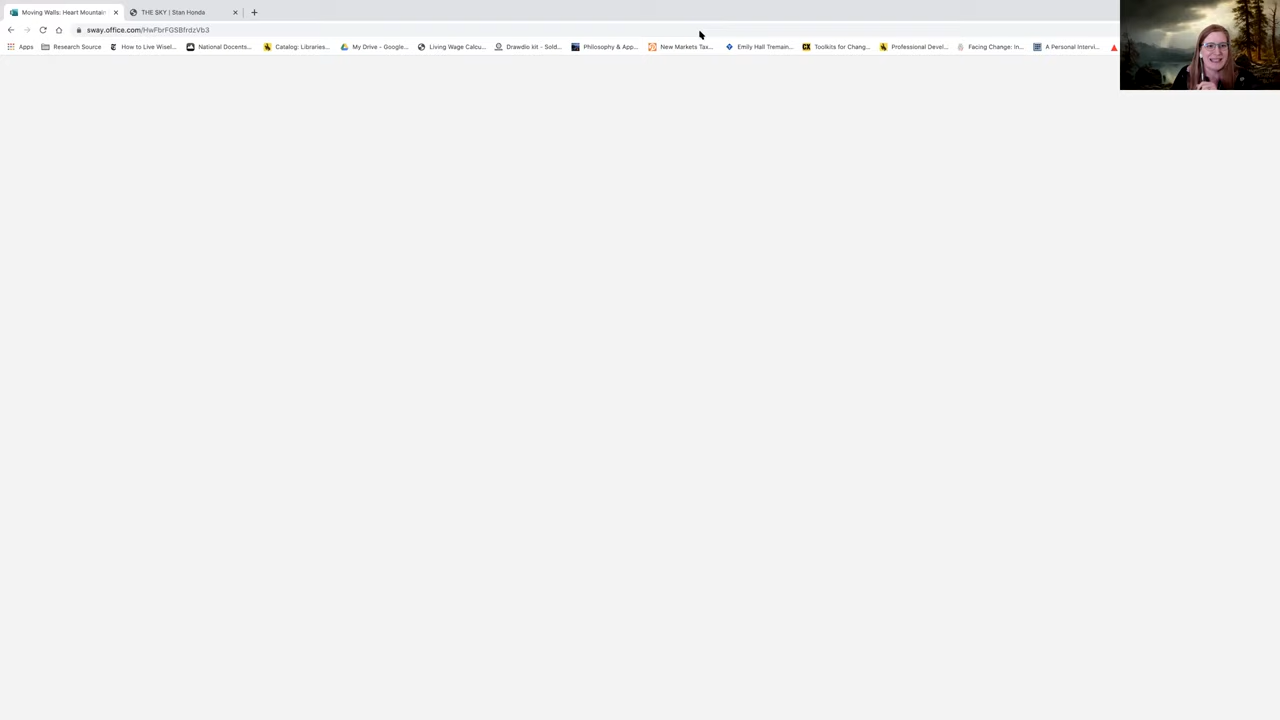 Moving Walls: Heart Mountain
THE SKY | Stan Honda
sway.office.com/HwFbrFGSBfrdzVb3
Apps Research Source How to Live Wisel... National Docents... Catalog: Libraries... My Drive - Google... Living Wage Calcu... Drawdio kit - Sold... Philosophy & App... New Markets Tax... Emily Hall Tremain... Toolkits for Chang... Professional Devel... Facing Change: In... A Personal Intervi...